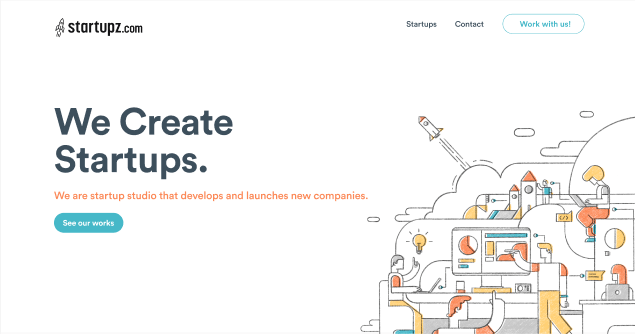 startupz.com
Startups
Contact
Work with us!
We Create
Startups.
We are startup studio that develops and launches new companies.
See our works